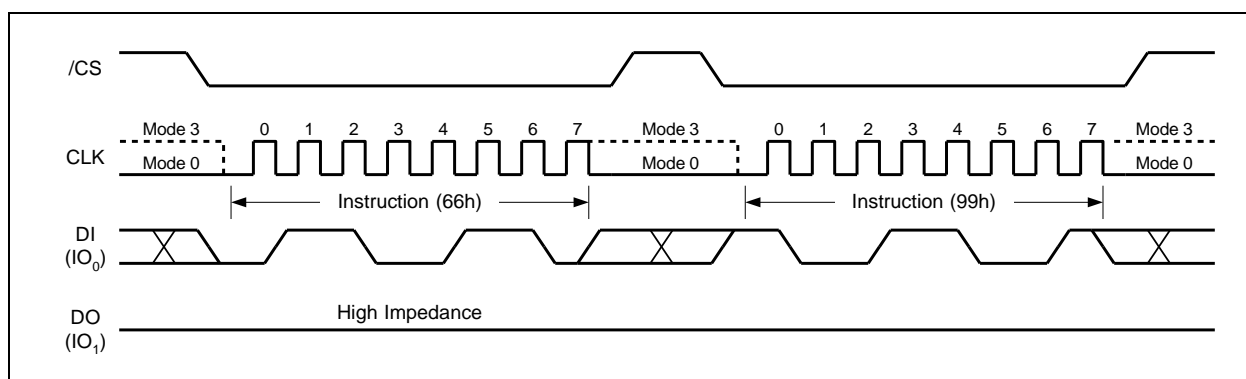 /CS
Mode 3 0 1 2 3 4 5 6 7 Mode 3 0 1 2 3 4 5 6 7 Mode 3
CLK
Mode 0 Mode 0 Mode 0
Instruction (66h) Instruction (99h)
DI
(IO0)
High Impedance
DO
(IO1)